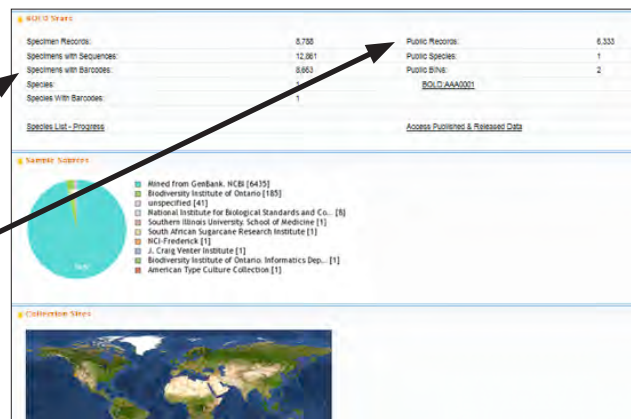 BOLD Stats
Specimen Records: 8,788
Specimens with Sequences: 12,861
Specimens with Barcodes: 8,653
Species: 1
Species With Barcodes: 1
Species List - Progress
Public Records: 6,333
Public Species: 1
Public BINs: 2
BOLD:AAA0001
Access Published & Released Data
Sample Sources
Mined from GenBank, NCBI [6435]
Biodiversity Institute of Ontario [185]
unspecified [41]
National Institute for Biological Standards and Co... [8]
Southern Illinois University, School of Medicine [1]
South African Sugarcane Research Institute [1]
NCI-Frederick [1]
J. Craig Venter Institute [1]
Biodiversity Institute of Ontario, Informatics Dep... [1]
American Type Culture Collection [1]
Collection Sites